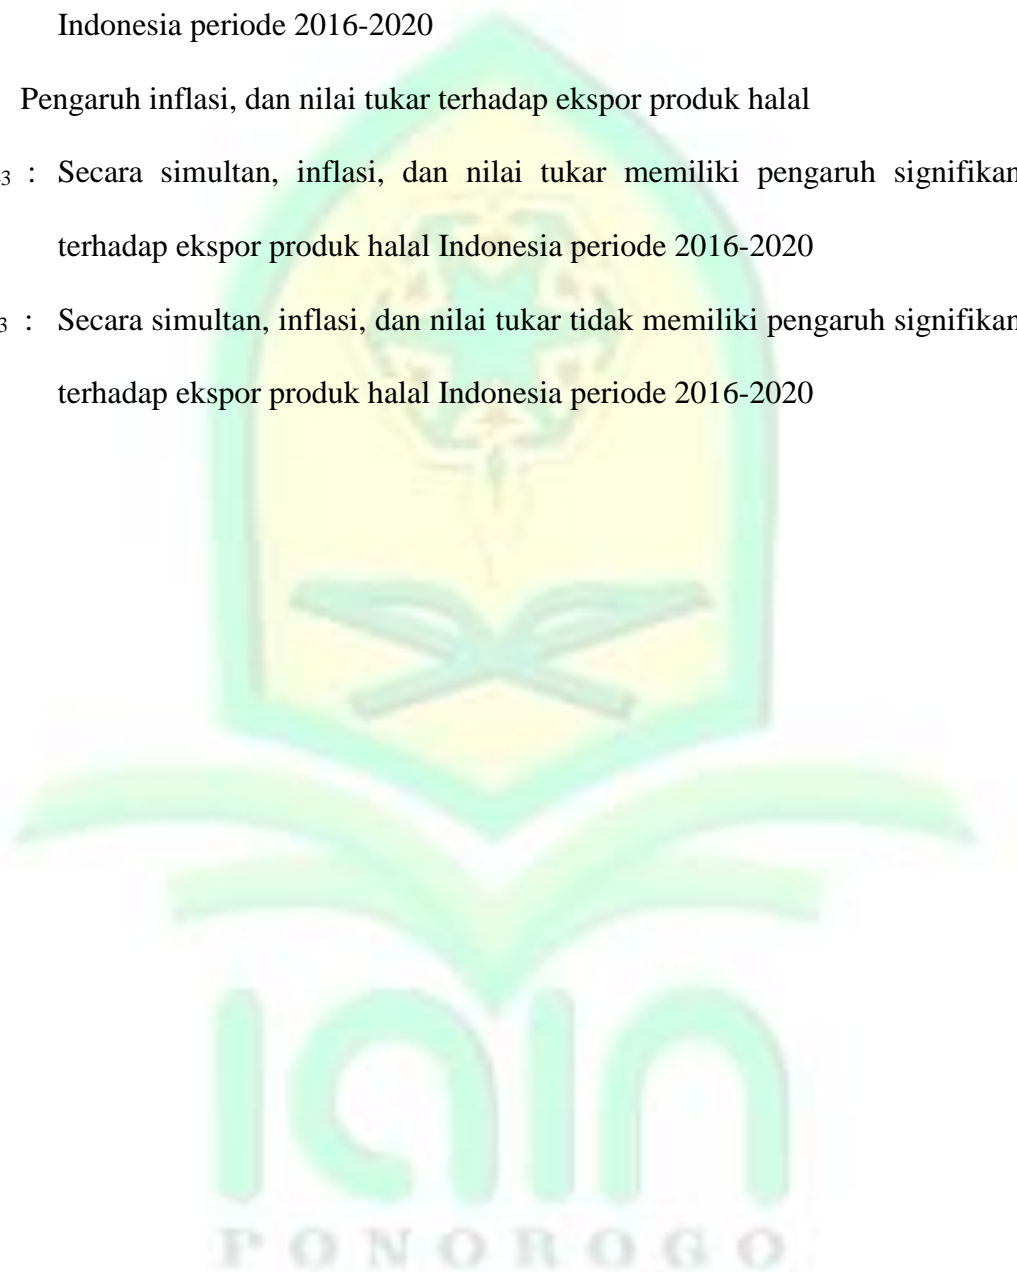 Indonesia periode 2016-2020
Pengaruh inflasi, dan nilai tukar terhadap ekspor produk halal
3 : Secara simultan, inflasi, dan nilai tukar memiliki pengaruh signifikan
terhadap ekspor produk halal Indonesia periode 2016-2020
3 : Secara simultan, inflasi, dan nilai tukar tidak memiliki pengaruh signifikan
terhadap ekspor produk halal Indonesia periode 2016-2020
iain
PONOROGO